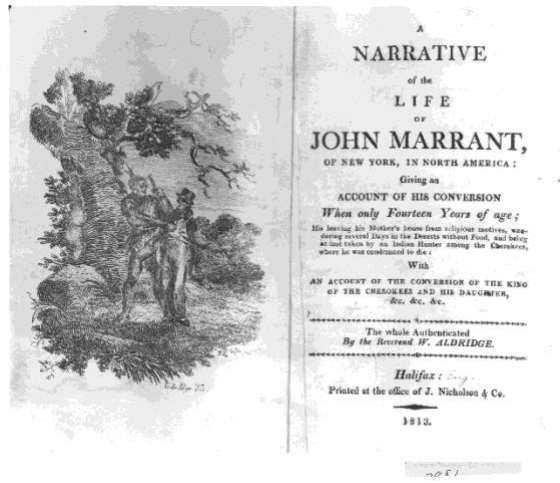 A
NARRATIVE
of the
LIFE
OF
JOHN MARRANT,
OF NEW YORK, IN NORTH AMERICA:
Giving an
ACCOUNT OF HIS CONVERSION
When only Fourteen Years of age;
His leaving his Mother's house from religious motives, wan-
dering several Days in the Deserts without Food, and being
at last taken by an Indian Hunter among the Cherokees,
where he was condemned to die:
With
AN ACCOUNT OF THE CONVERSION OF THE KING
OF THE CHEROKEES AND HIS DAUGHTER,
&c. &c. &c.
The whole Authenticated
By the Reverend W. ALDRIDGE.
Halifax: Eng.
Printed at the office of J. Nicholson & Co.
1813.